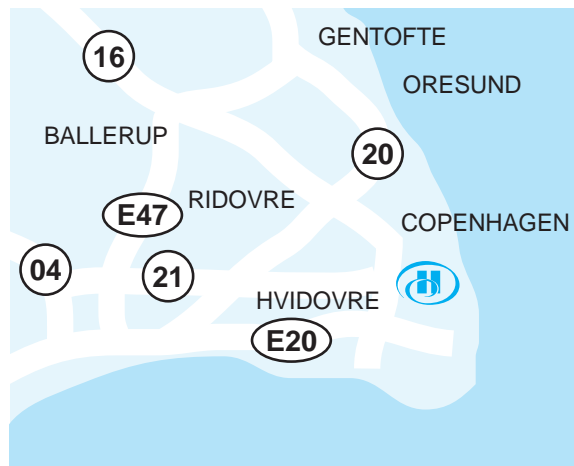 GENTOFTE
16
ORESUND
BALLERUP
20
RIDOVRE
E47
COPENHAGEN
04
21
HVIDOVRE
E20